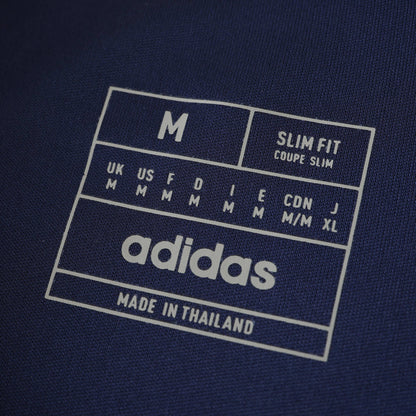 M
SLIM FIT
COUPE SLIM
UK US F D I E CDN J
M M M M M M M/M XL
adidas
MADE IN THAILAND